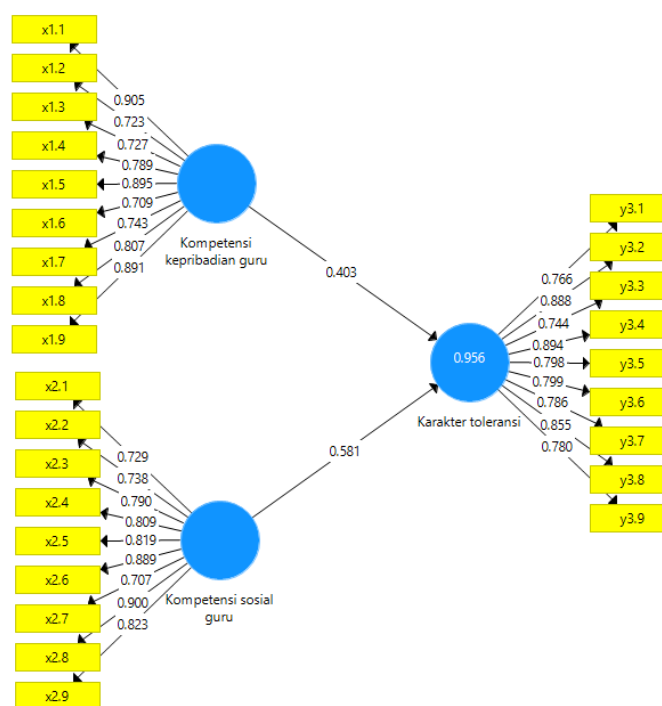 x1.1
x1.2
x1.3
x1.4
x1.5
x1.6
x1.7
x1.8
x1.9
0.905
0.723
0.727
0.789
0.895
0.709
0.743
0.807
0.891
Kompetensi
kepribadian guru
0.403
x2.1
x2.2
x2.3
x2.4
x2.5
x2.6
x2.7
x2.8
x2.9
0.729
0.738
0.790
0.809
0.819
0.889
0.707
0.900
0.823
Kompetensi sosial
guru
0.581
0.956
Karakter toleransi
0.766
0.888
0.744
0.894
0.798
0.799
0.786
0.855
0.780
y3.1
y3.2
y3.3
y3.4
y3.5
y3.6
y3.7
y3.8
y3.9